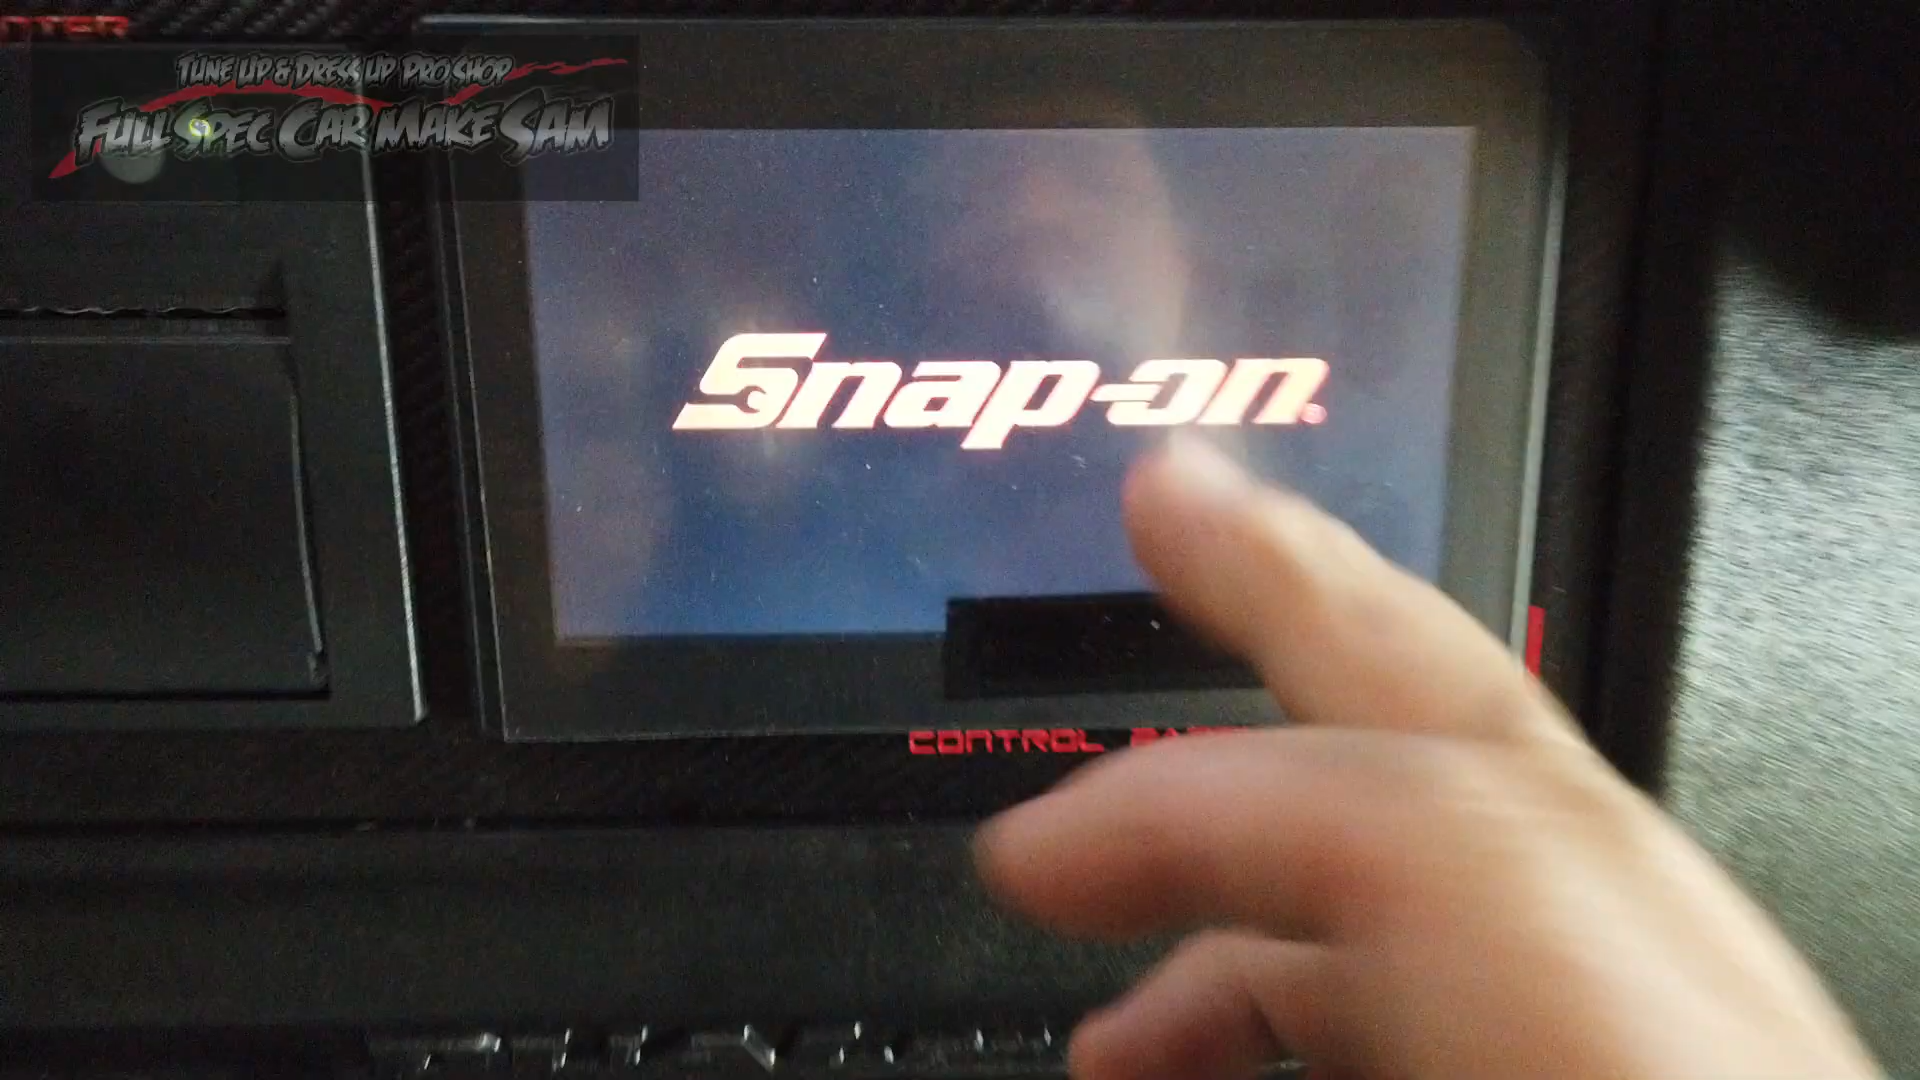 TUNE UP & DRESS UP PRO SHOP
FULL SPEC CAR MAKE SAM
Snap-on®
CONTROL